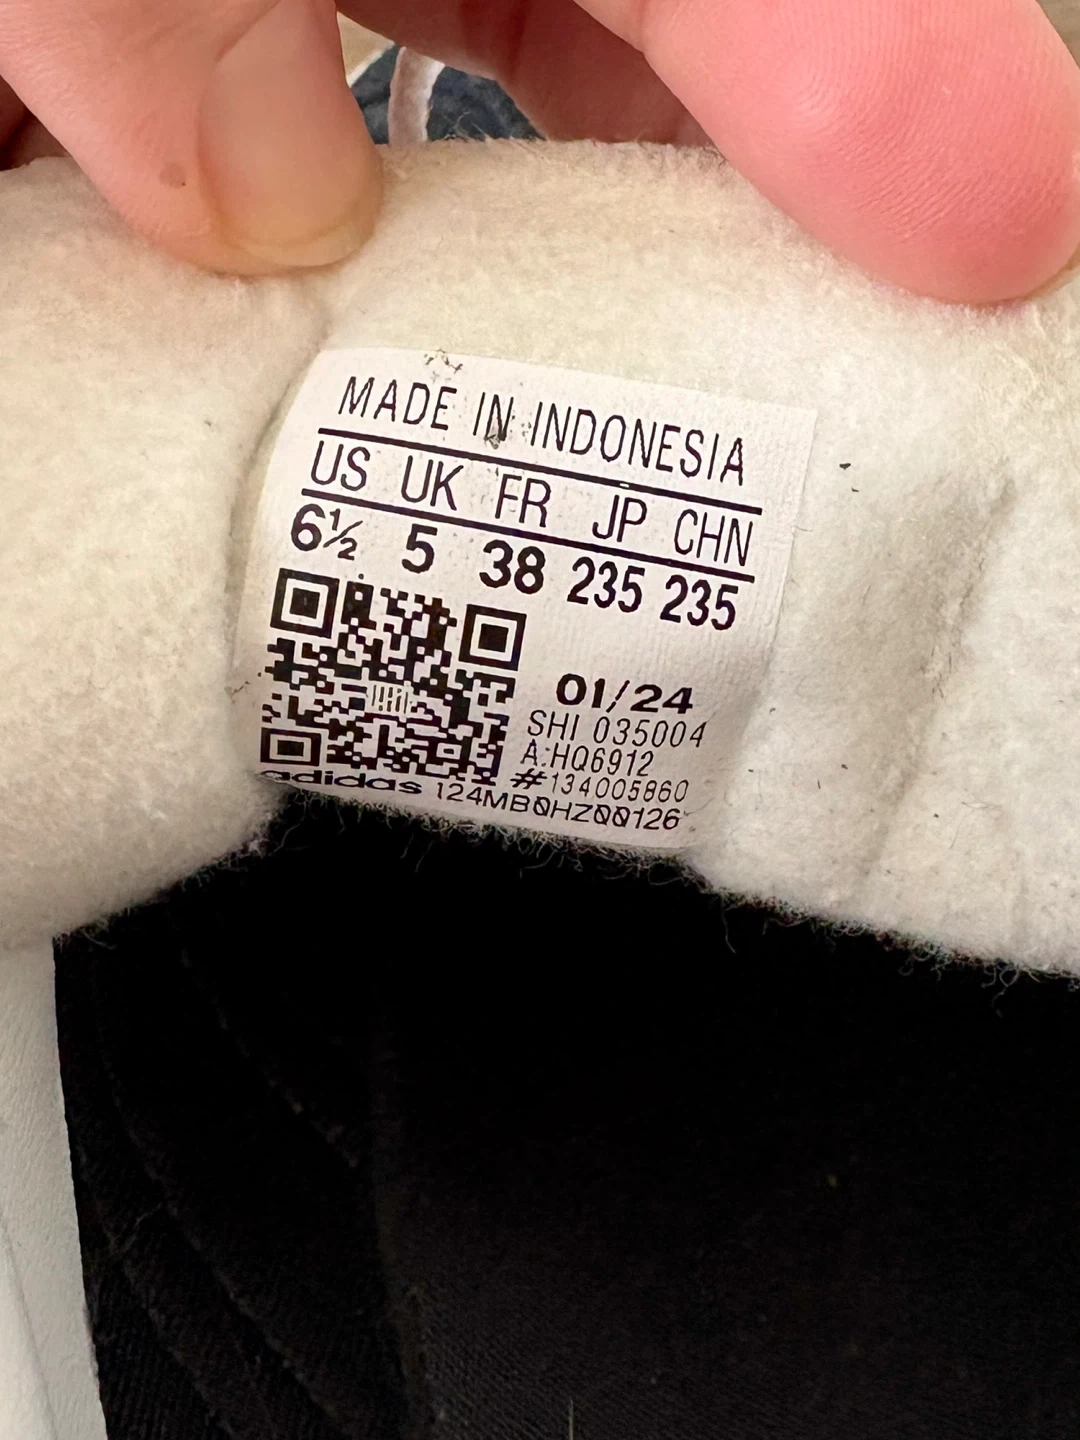 MADE IN INDONESIA
US UK FR JP CHN
6½ 5 38 235 235
01/24
SHI 035004
A:HQ6912
#134005860
adidas 124MB0HZ00126